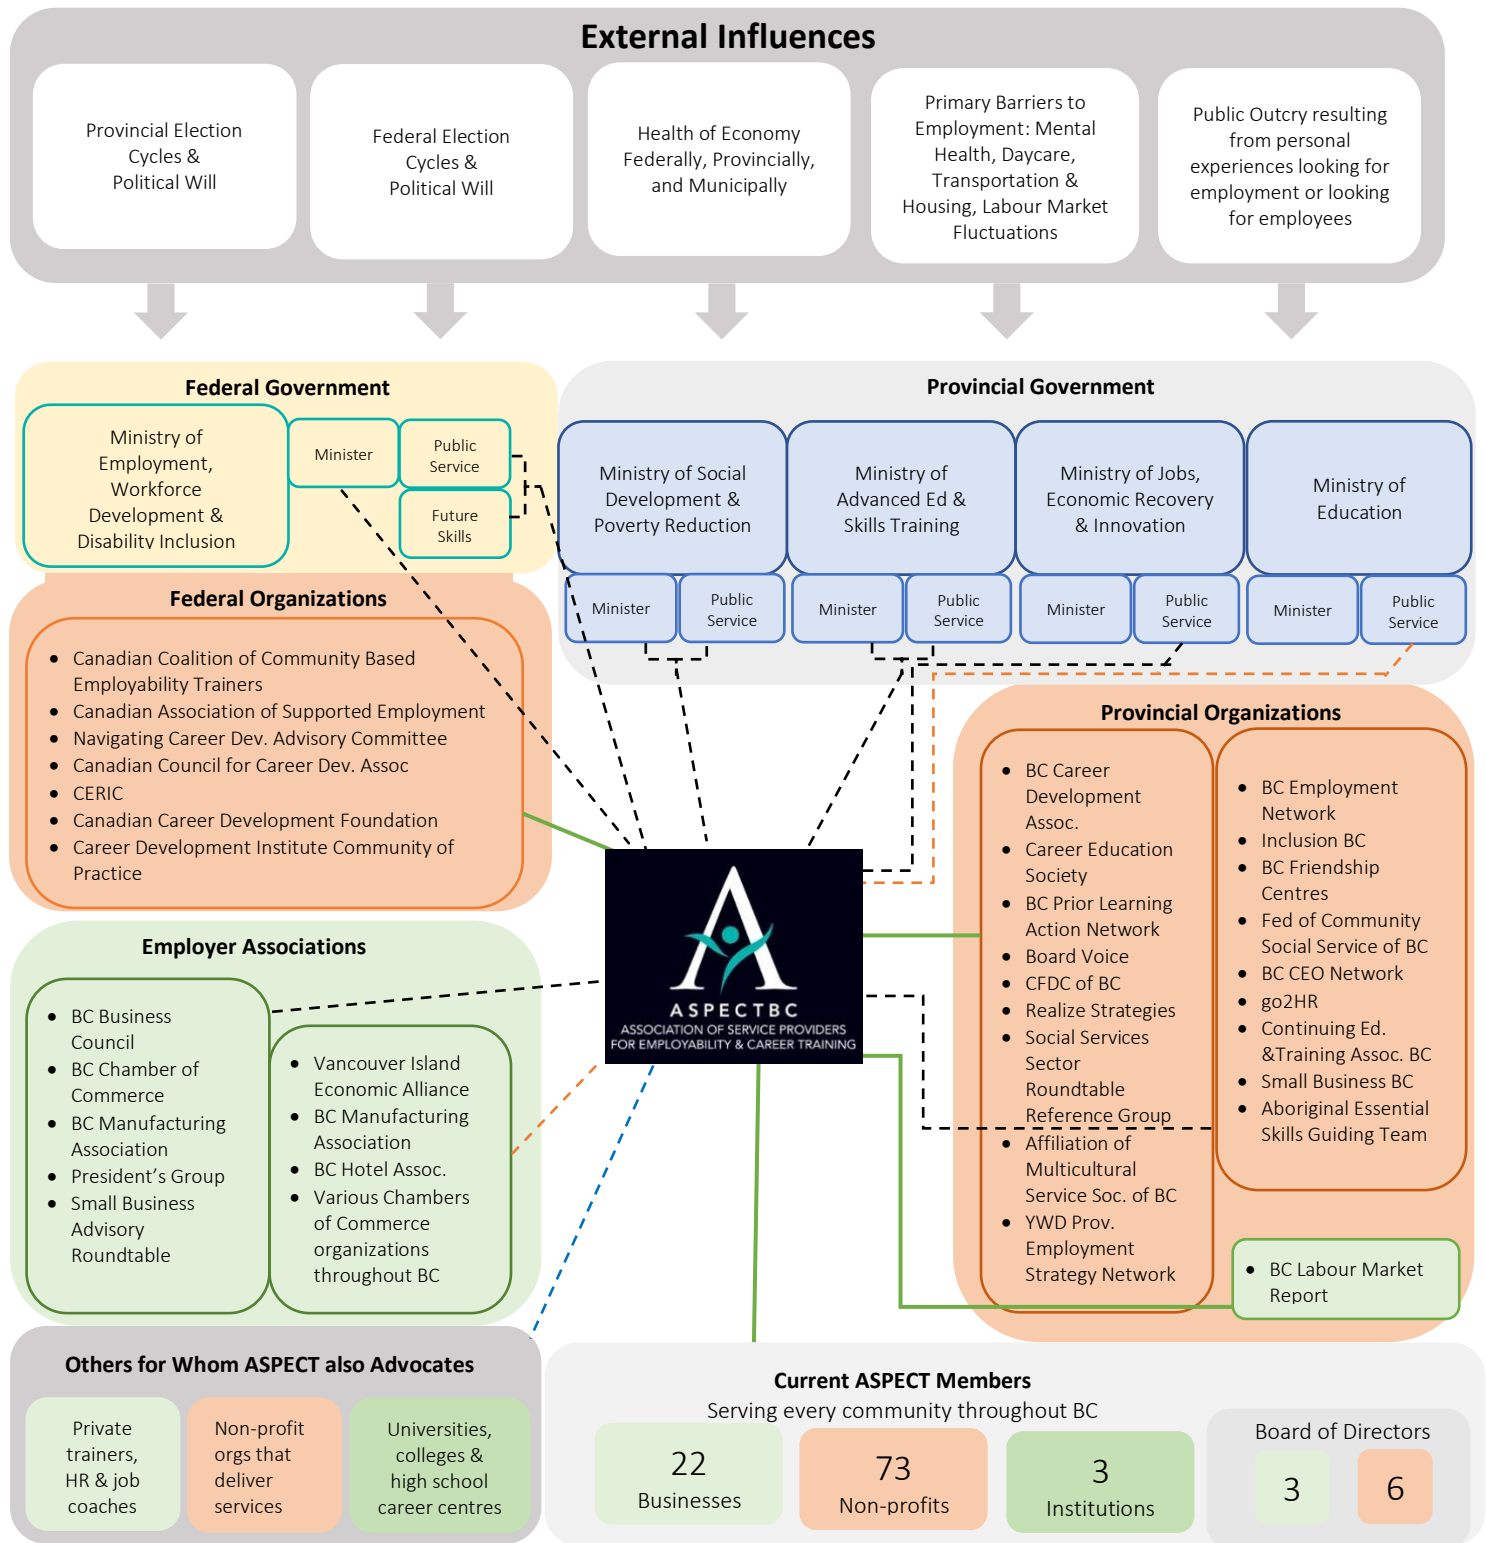 External Influences
Provincial Election
Cycles &
Political Will
Federal Election
Cycles &
Political Will
Health of Economy
Federally, Provincially,
and Municipally
Primary Barriers to
Employment: Mental
Health, Daycare,
Transportation &
Housing, Labour Market
Fluctuations
Public Outcry resulting
from personal
experiences looking for
employment or looking
for employees
Federal Government
Ministry of
Employment,
Workforce
Development &
Disability Inclusion
Minister
Public
Service
Future
Skills
Provincial Government
Ministry of Social
Development &
Poverty Reduction
Minister
Public
Service
Ministry of
Advanced Ed &
Skills Training
Minister
Public
Service
Ministry of Jobs,
Economic Recovery
& Innovation
Minister
Public
Service
Ministry of
Education
Minister
Public
Service
Federal Organizations
• Canadian Coalition of Community Based
Employability Trainers
• Canadian Association of Supported Employment
• Navigating Career Dev. Advisory Committee
• Canadian Council for Career Dev. Assoc
• CERIC
• Canadian Career Development Foundation
• Career Development Institute Community of
Practice
Provincial Organizations
• BC Career
Development
Assoc.
• Career Education
Society
• BC Prior Learning
Action Network
• Board Voice
• CFDC of BC
• Realize Strategies
• Social Services
Sector
Roundtable
Reference Group
• Affiliation of
Multicultural
Service Soc. of BC
• YWD Prov.
Employment
Strategy Network
• BC Employment
Network
• Inclusion BC
• BC Friendship
Centres
• Fed of Community
Social Service of BC
• BC CEO Network
• go2HR
• Continuing Ed.
&Training Assoc. BC
• Small Business BC
• Aboriginal Essential
Skills Guiding Team
• BC Labour Market
Report
ASPECTBC
ASSOCIATION OF SERVICE PROVIDERS
FOR EMPLOYABILITY & CAREER TRAINING
Employer Associations
• BC Business
Council
• BC Chamber of
Commerce
• BC Manufacturing
Association
• President’s Group
• Small Business
Advisory
Roundtable
• Vancouver Island
Economic Alliance
• BC Manufacturing
Association
• BC Hotel Assoc.
• Various Chambers
of Commerce
organizations
throughout BC
Others for Whom ASPECT also Advocates
Private
trainers,
HR & job
coaches
Non-profit
orgs that
deliver
services
Universities,
colleges &
high school
career centres
Current ASPECT Members
Serving every community throughout BC
22
Businesses
73
Non-profits
3
Institutions
Board of Directors
3
6